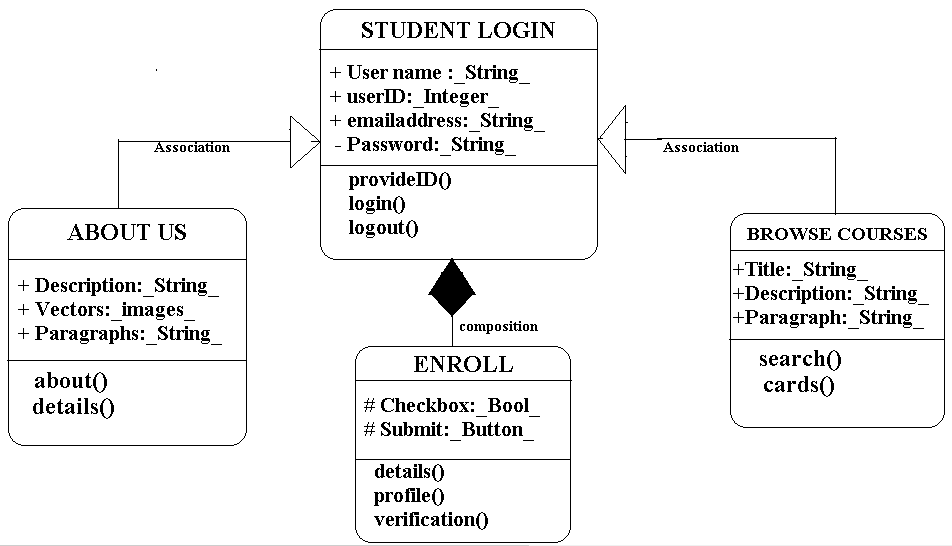 STUDENT LOGIN
+ User name :_String_
+ userID:_Integer_
+ emailaddress:_String_
- Password:_String_
provideID()
login()
logout()
Association
Association
ABOUT US
+ Description:_String_
+ Vectors:_images_
+ Paragraphs:_String_
about()
details()
BROWSE COURSES
+Title:_String_
+Description:_String_
+Paragraph:_String_
search()
cards()
composition
ENROLL
# Checkbox:_Bool_
# Submit:_Button_
details()
profile()
verification()